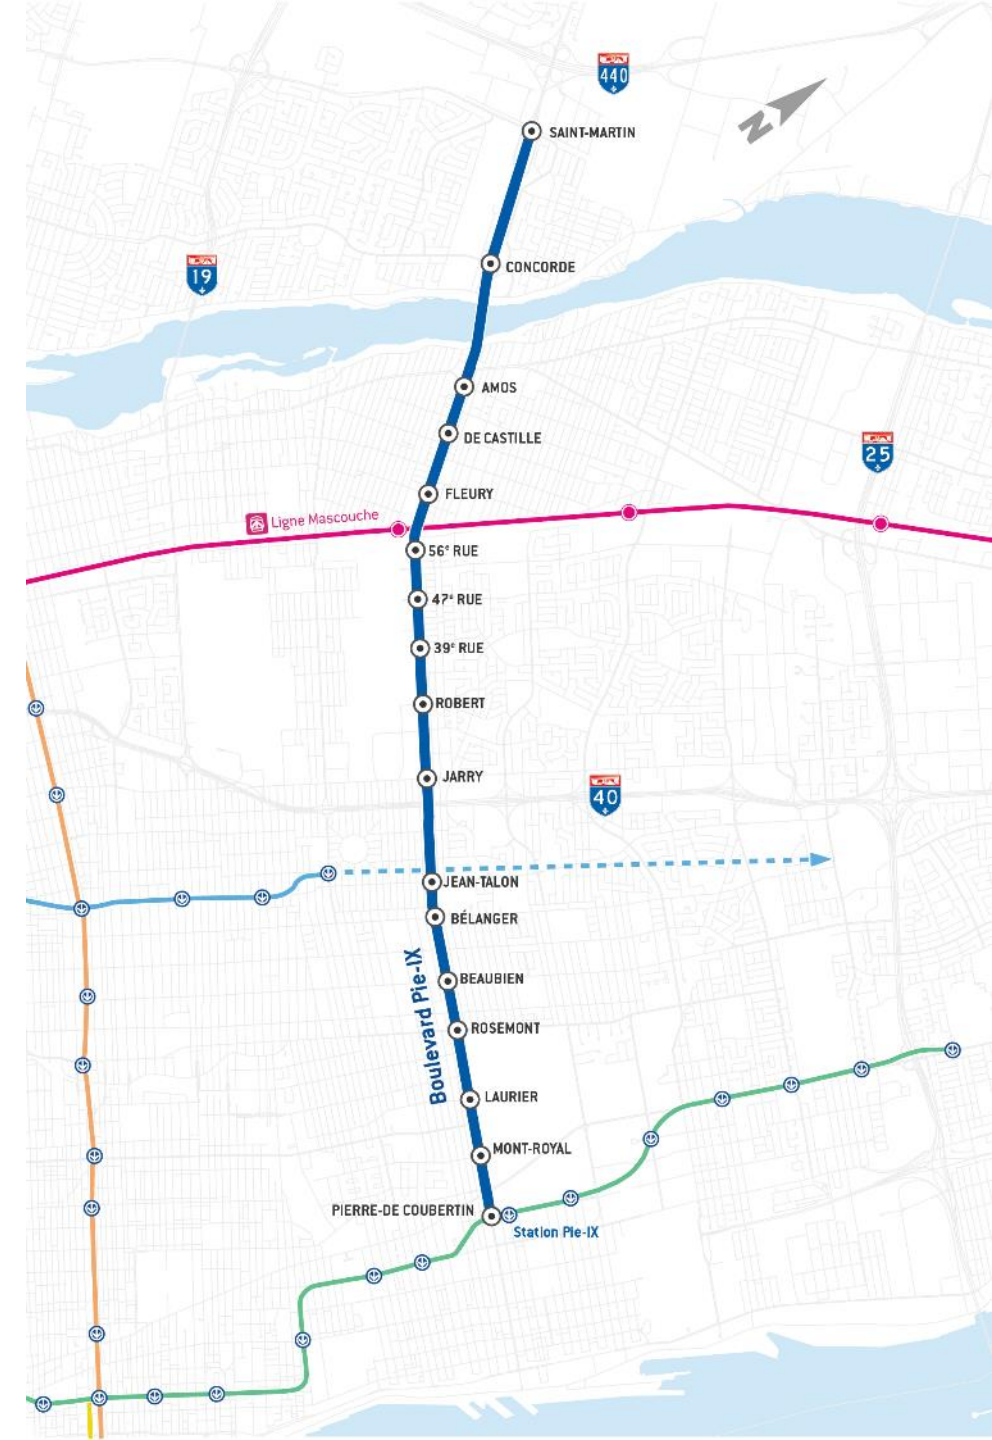 440
N
SAINT-MARTIN
CONCORDE
19
AMOS
DE CASTILLE
25
FLEURY
Ligne Mascouche
56e RUE
47e RUE
39e RUE
ROBERT
JARRY
40
JEAN-TALON
BÉLANGER
Boulevard Pie-IX
BEAUBIEN
ROSEMONT
LAURIER
MONT-ROYAL
PIERRE-DE COUBERTIN
Station Pie-IX